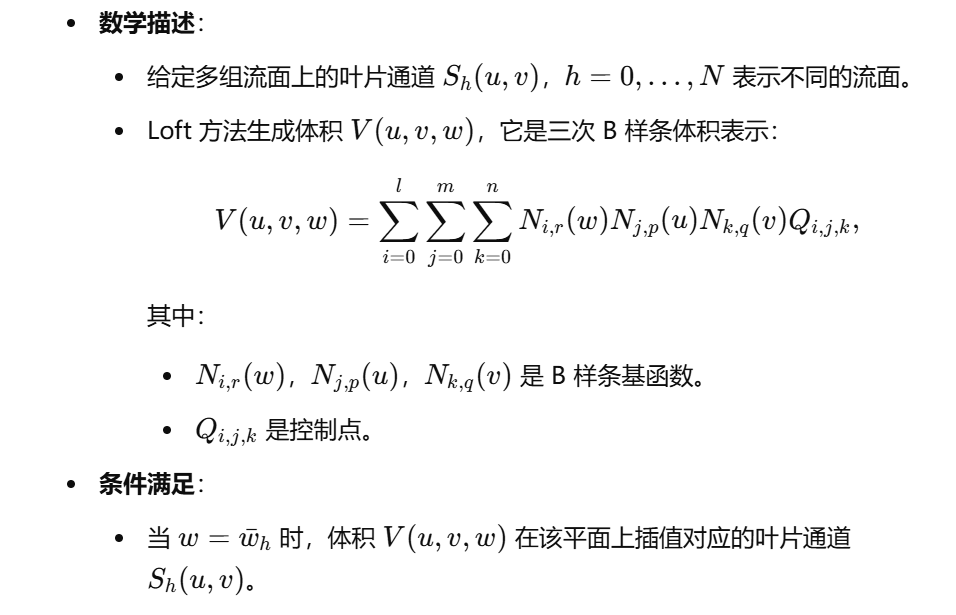 • 数学描述：
• 给定多组流面上的叶片通道 $S_h(u, v)$，$h = 0, \ldots, N$ 表示不同的流面。
• Loft 方法生成体积 $V(u, v, w)$，它是三次 B 样条体积表示：
$V(u, v, w) = \sum_{i=0}^{l} \sum_{j=0}^{m} \sum_{k=0}^{n} N_{i,r}(w) N_{j,p}(u) N_{k,q}(v) Q_{i,j,k},$
其中：
• $N_{i,r}(w)$，$N_{j,p}(u)$，$N_{k,q}(v)$ 是 B 样条基函数。
• $Q_{i,j,k}$ 是控制点。
• 条件满足：
• 当 $w = \bar{w}_h$ 时，体积 $V(u, v, w)$ 在该平面上插值对应的叶片通道
$S_h(u, v)$。